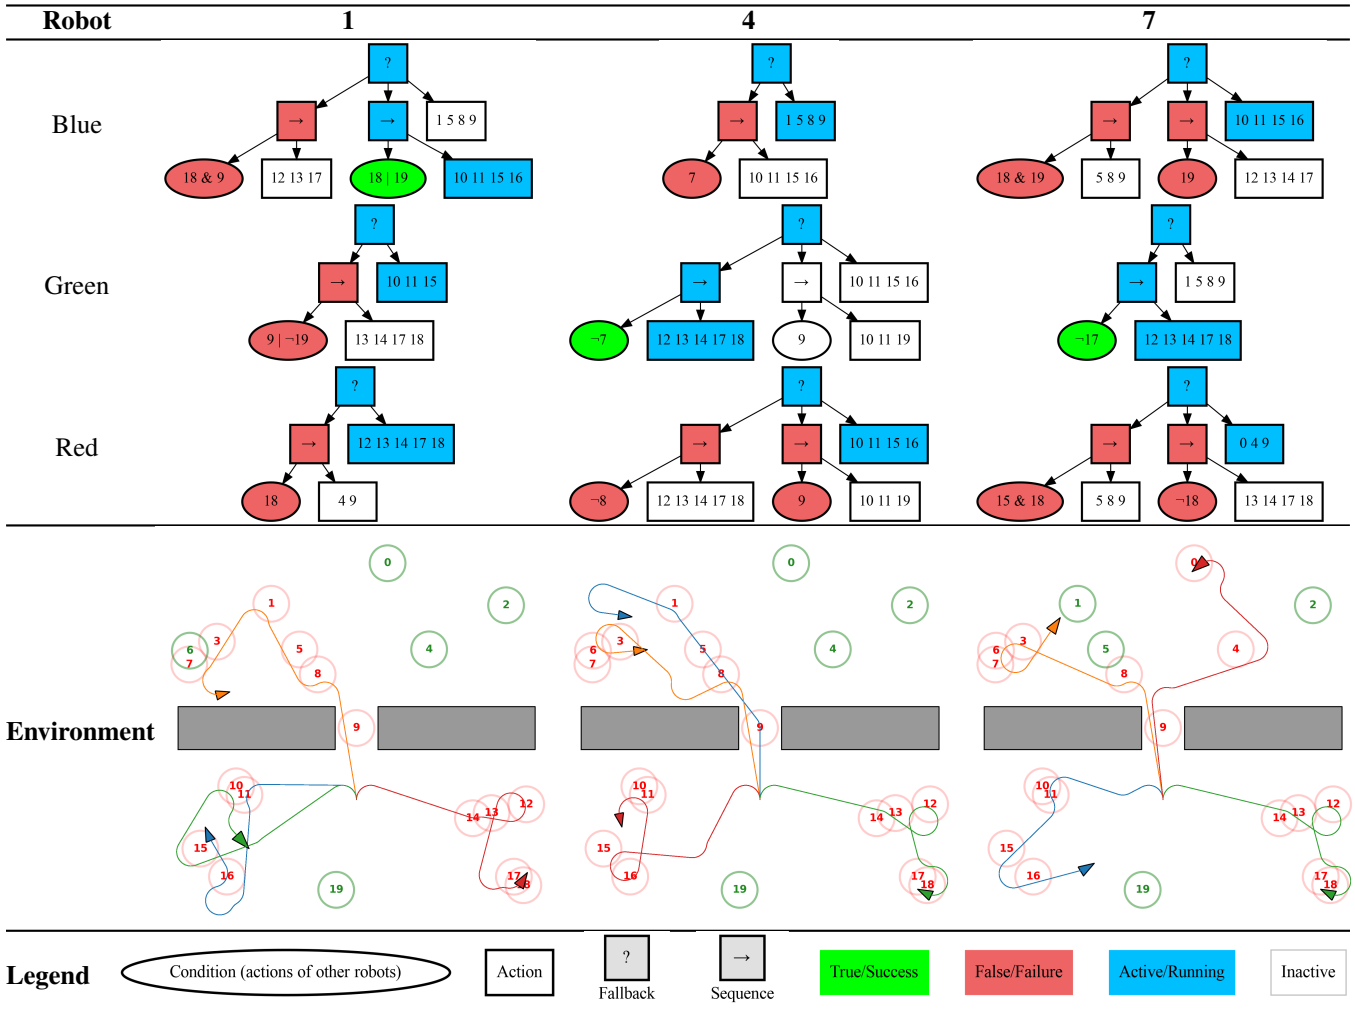 Robot 1 4 7
Blue
?
→ → 1 5 8 9
18 & 9 12 13 17 18 | 19 10 11 15 16
?
→ 1 5 8 9
7 10 11 15 16
?
→ → 10 11 15 16
18 & 19 5 8 9 19 12 13 14 17
Green
?
→ 10 11 15
9 | ¬19 13 14 17 18
?
→ → 10 11 15 16
¬7 12 13 14 17 18 9 10 11 19
?
→ 1 5 8 9
¬17 12 13 14 17 18
Red
?
→ 12 13 14 17 18
18 4 9
?
→ → 10 11 15 16
¬8 12 13 14 17 18 9 10 11 19
?
→ → 0 4 9
15 & 18 5 8 9 ¬18 13 14 17 18
Environment
0
1 2
3 4 5
6
7
8
9
10
11
12
13
14
15
16
17
19
0
1 2
3 4 5
6
7
8
9
10
11
12
13
14
15
16
17
18
19
0
1 2
3 4 5
6
7
8
9
10
11
12
13
14
15
16
17
18
19
Legend
Condition (actions of other robots)
Action
?
Fallback
→
Sequence
True/Success
False/Failure
Active/Running
Inactive